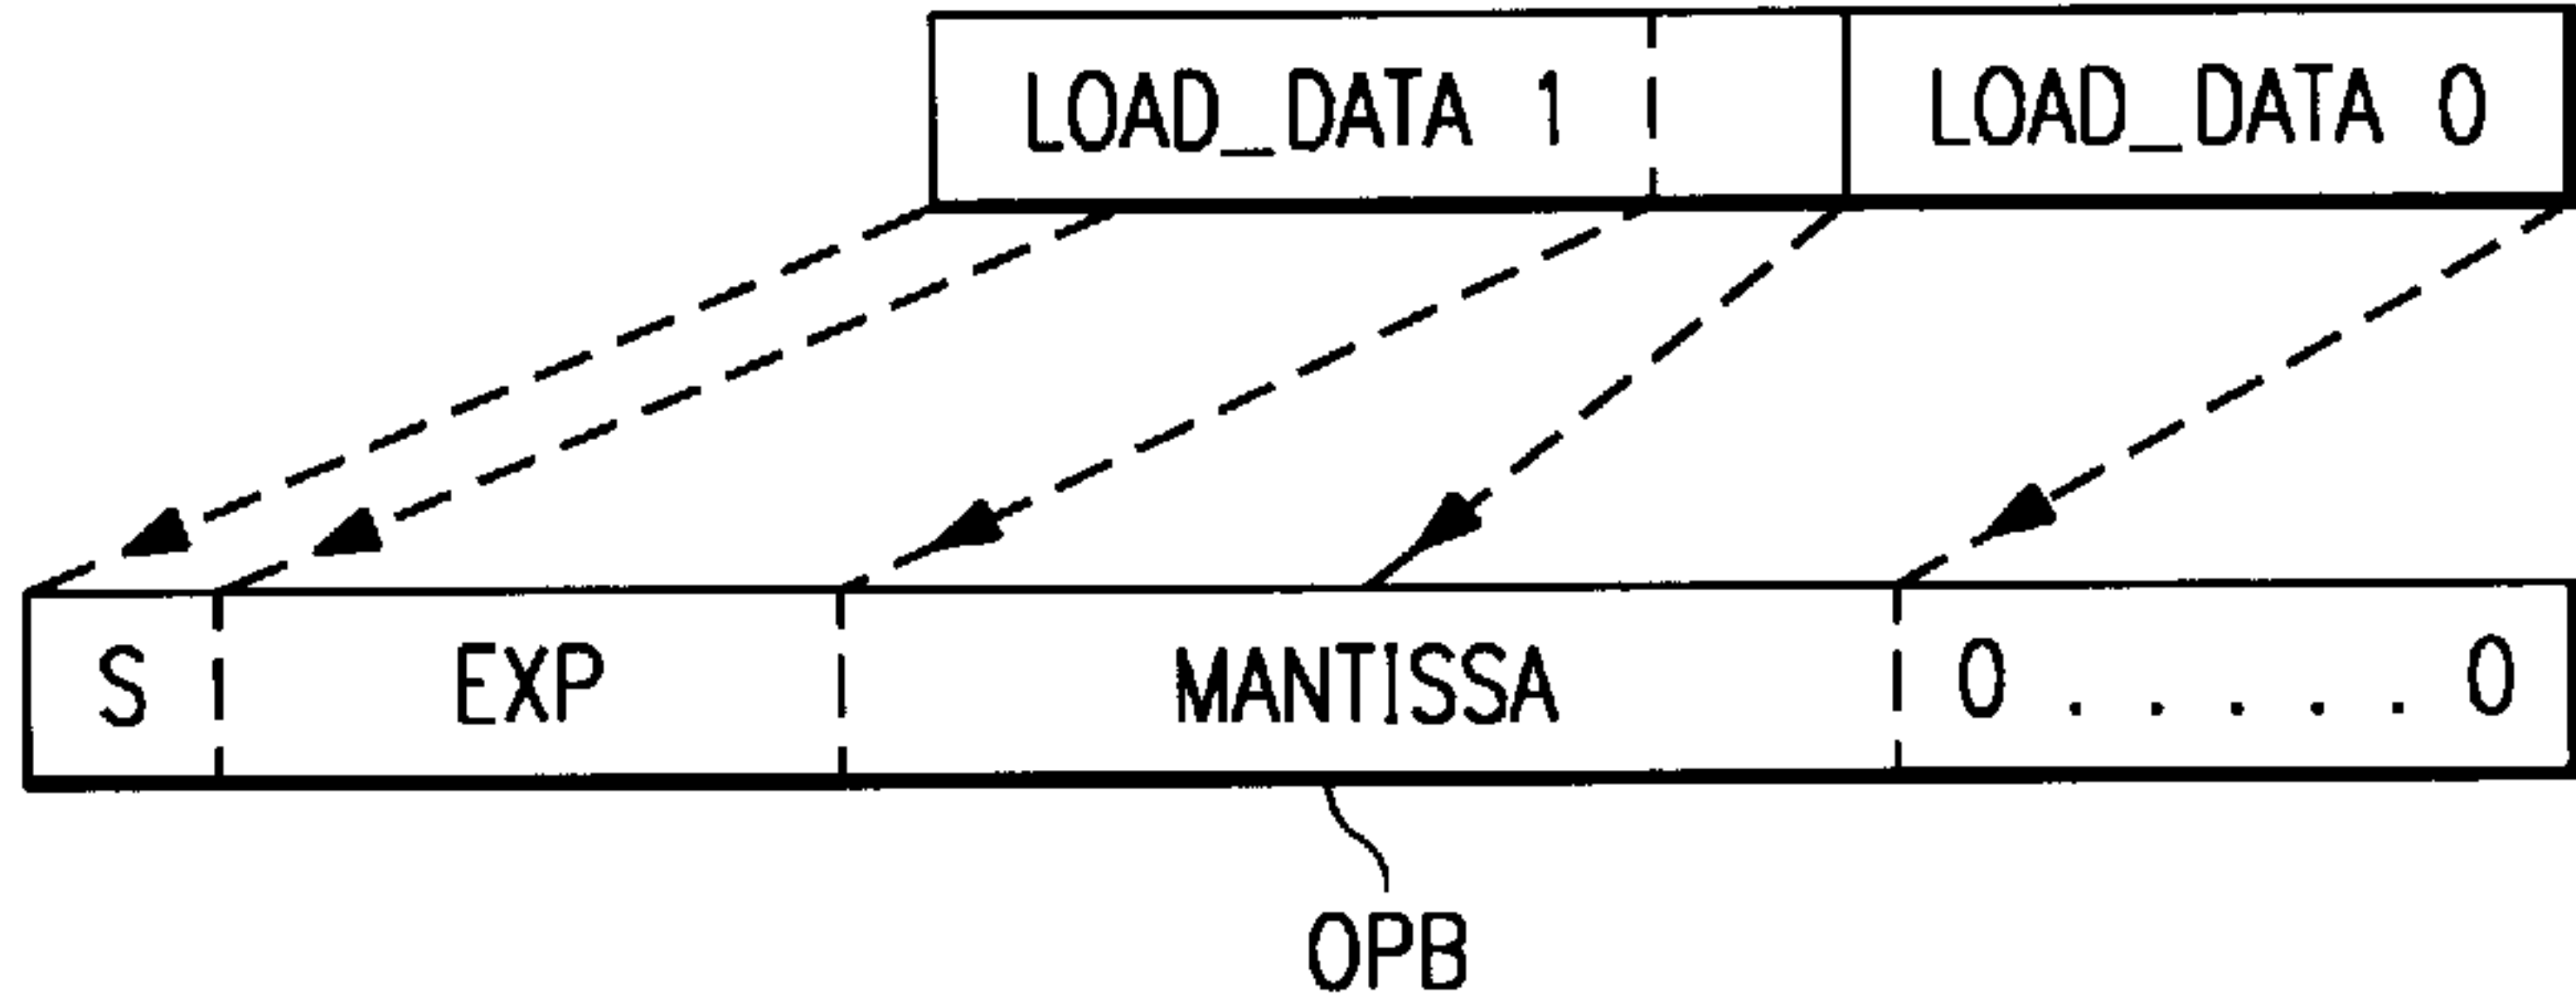 LOAD_DATA 1 LOAD_DATA 0
S EXP MANTISSA 0 . . . . . 0
OPB